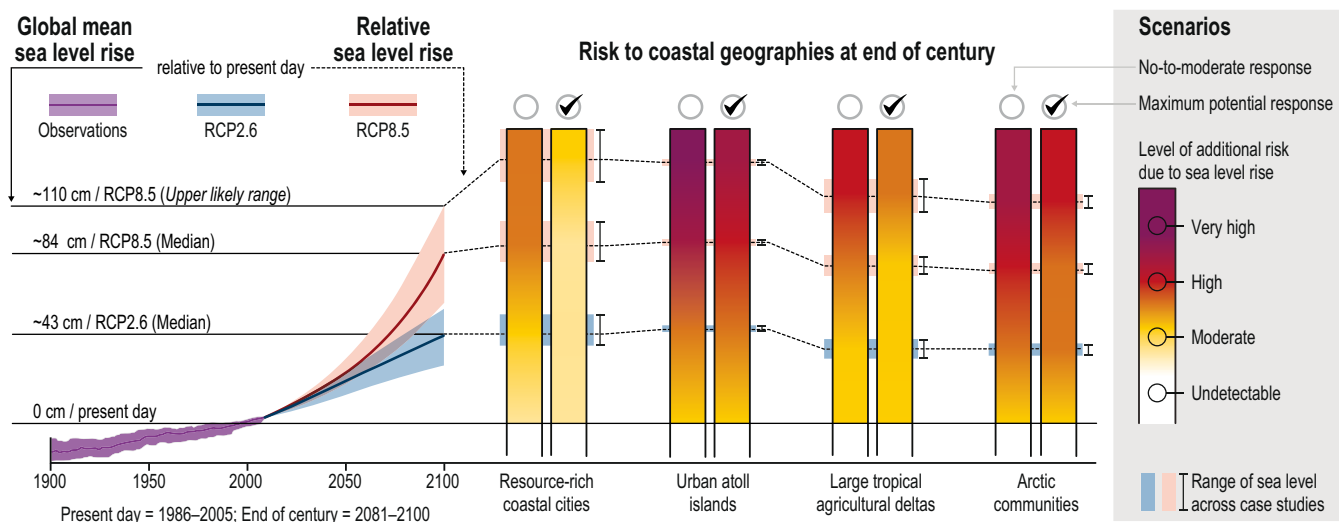 Global mean
sea level rise
Relative
sea level rise
relative to present day
Observations
RCP2.6
RCP8.5
~110 cm / RCP8.5 (Upper likely range)
~84 cm / RCP8.5 (Median)
~43 cm / RCP2.6 (Median)
0 cm / present day
1900
1950
2000
2050
2100
Present day = 1986–2005; End of century = 2081–2100
Risk to coastal geographies at end of century
Resource-rich
coastal cities
Urban atoll
islands
Large tropical
agricultural deltas
Arctic
communities
Scenarios
No-to-moderate response
Maximum potential response
Level of additional risk
due to sea level rise
Very high
High
Moderate
Undetectable
Range of sea level
across case studies